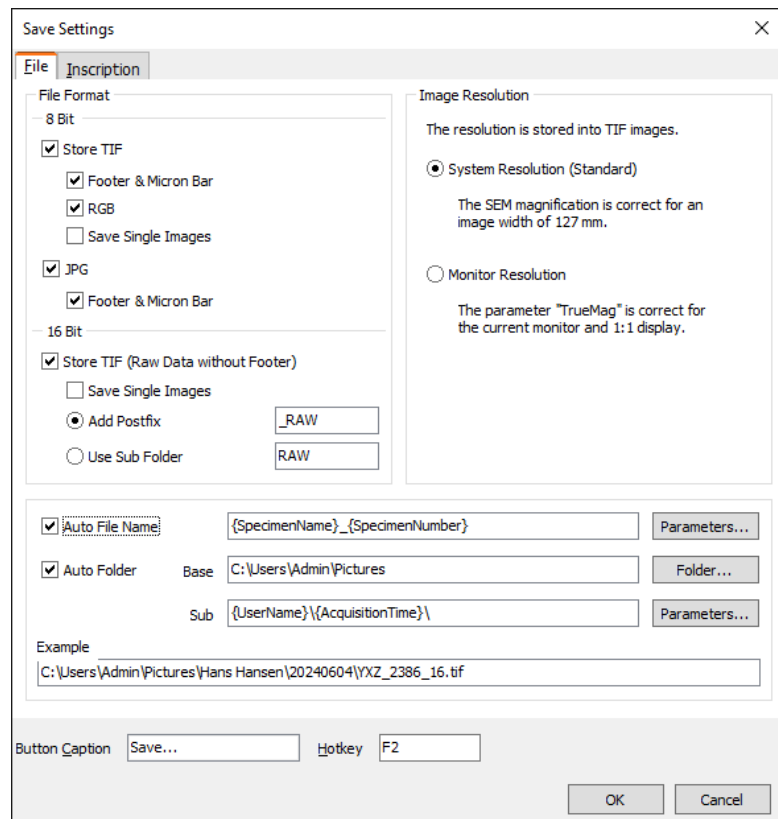 Save Settings
File Inscription
File Format
8 Bit
Store TIF
Footer & Micron Bar
RGB
Save Single Images
JPG
Footer & Micron Bar
16 Bit
Store TIF (Raw Data without Footer)
Save Single Images
Add Postfix _RAW
Use Sub Folder RAW
Image Resolution
The resolution is stored into TIF images.
System Resolution (Standard)
The SEM magnification is correct for an
image width of 127 mm.
Monitor Resolution
The parameter "TrueMag" is correct for
the current monitor and 1:1 display.
Auto File Name {SpecimenName}_{SpecimenNumber} Parameters...
Auto Folder Base C:\Users\Admin\Pictures Folder...
Sub {UserName}\{AcquisitionTime}\ Parameters...
Example
C:\Users\Admin\Pictures\Hans Hansen\20240604\YXZ_2386_16.tif
Button Caption Save... Hotkey F2
OK Cancel